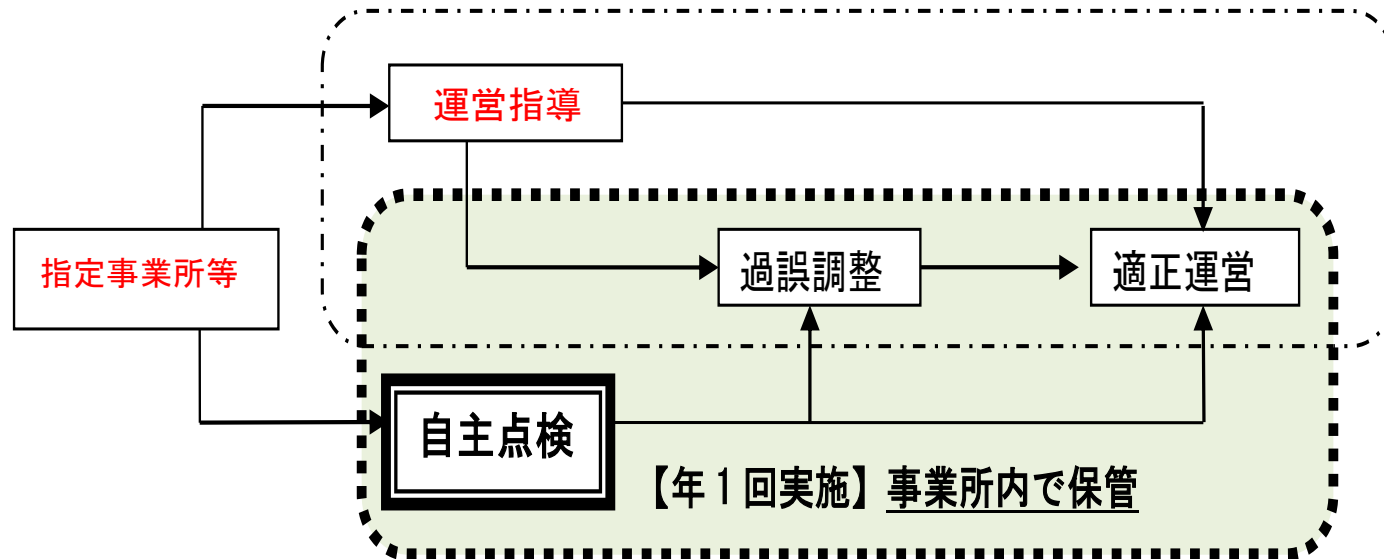 運営指導
指定事業所等
過誤調整
適正運営
自主点検
【年１回実施】事業所内で保管